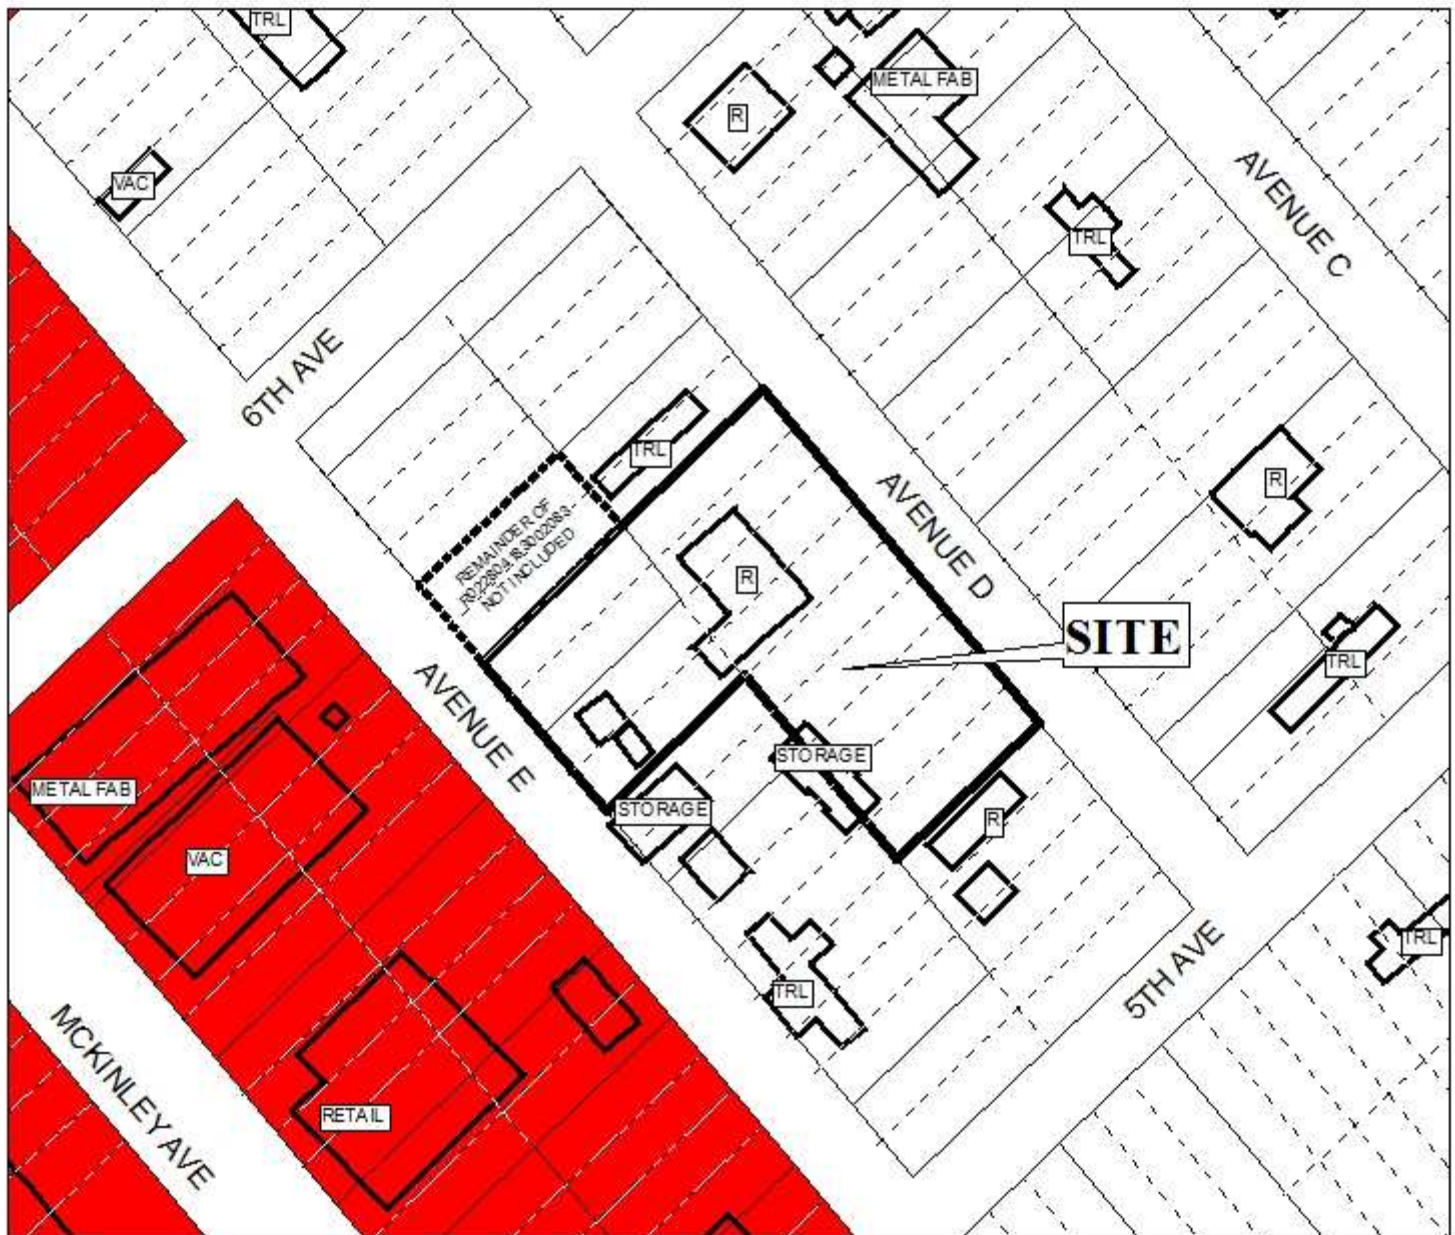 TRL
METAL FAB
R
VAC
AVENUE C
TRL
6TH AVE
TRL
AVENUE D
R
REMAINDER OF
NOT INCLUDED
R
SITE
TRL
AVENUE E
STORAGE
METAL FAB
STORAGE
R
VAC
5TH AVE
TRL
TRL
MCKINLEY AVE
RETAIL